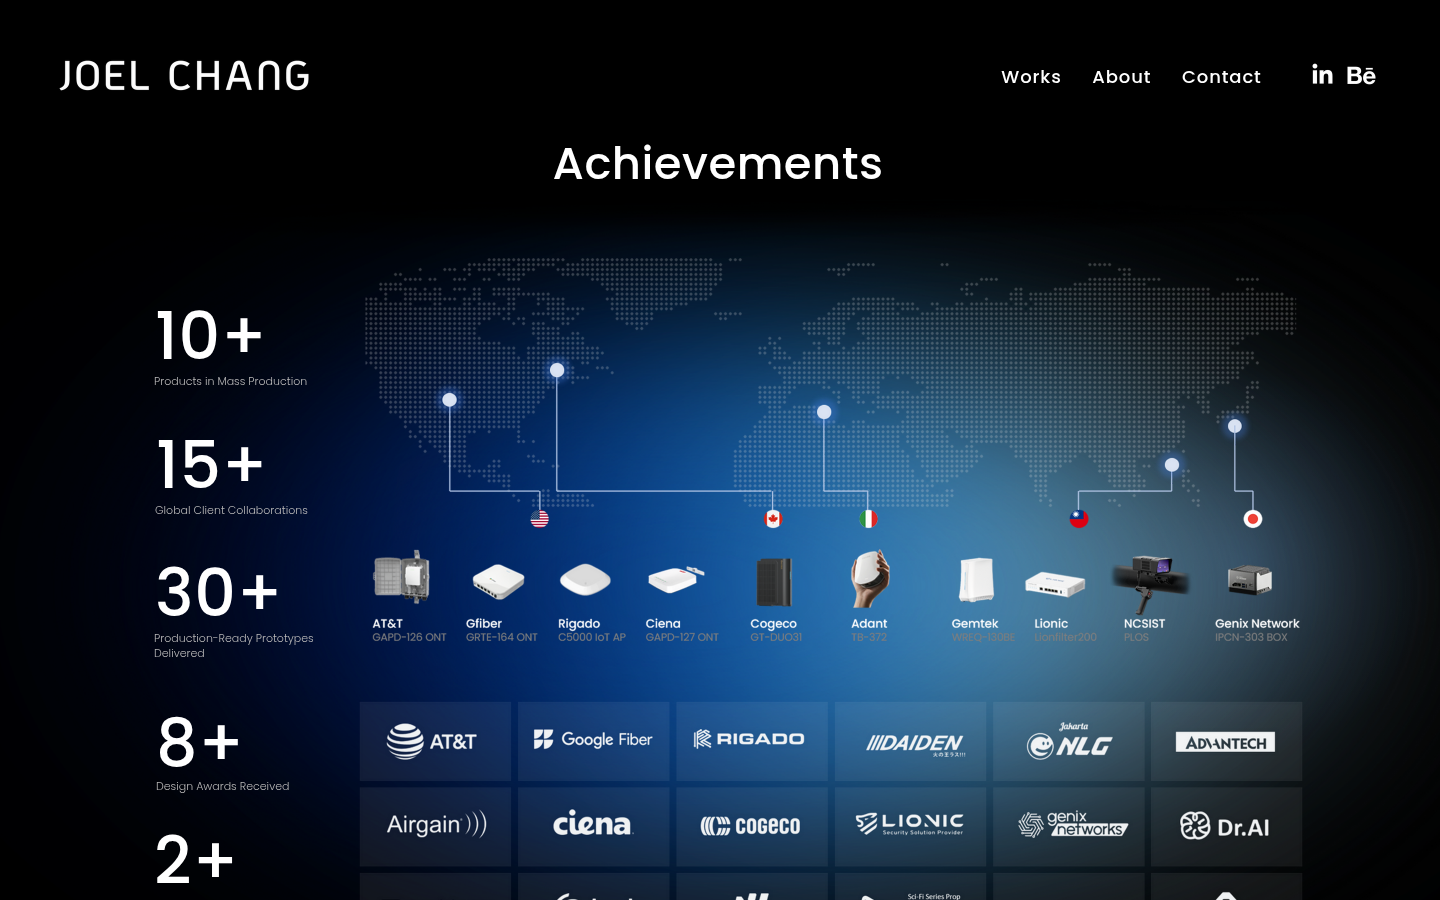 JOEL CHANG
Works About Contact in Bē
Achievements
10+
Products in Mass Production
15+
Global Client Collaborations
30+
Production-Ready Prototypes
Delivered
8+
Design Awards Received
2+
AT&T
GAPD-126 ONT
Gfiber
GRTE-164 ONT
Rigado
C5000 IoT AP
Ciena
GAPD-127 ONT
Cogeco
GT-DUO31
Adant
TB-372
Gemtek
WREQ-130BE
Lionic
Lionfilter200
NCSIST
PLOS
Genix Network
IPCN-303 BOX
AT&T
Google Fiber
RIGADO
DAIDEN
Jakarta
NLG
ADVANTECH
Airgain
ciena
COGECO
LIONIC
Security Solution Provider
genix
networks
Dr.AI
Sci-Fi Series Prop